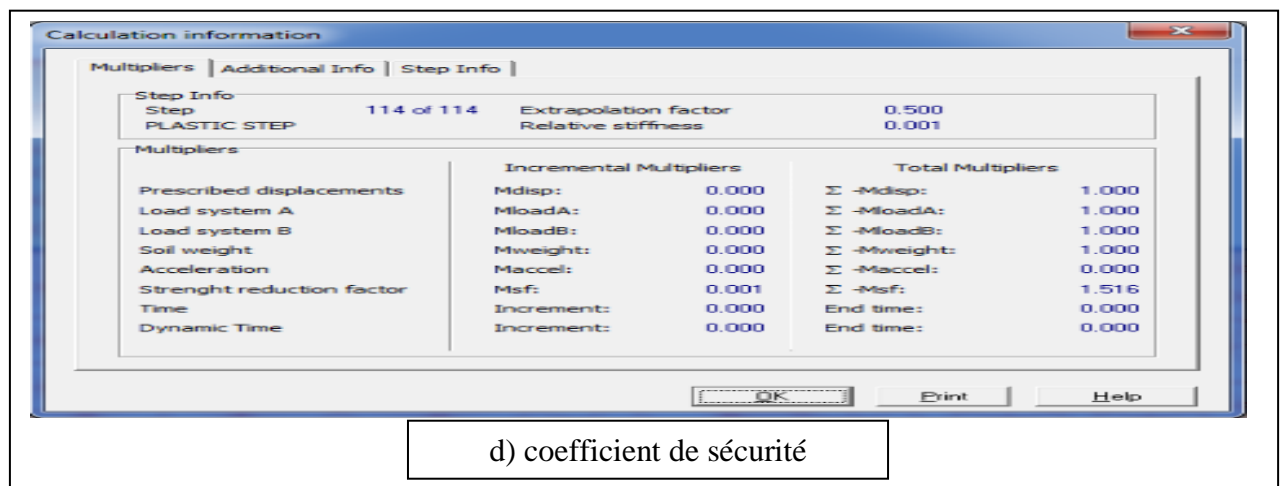 Calculation information
Multipliers Additional Info Step Info
Step Info
Step 114 of 114 Extrapolation factor 0.500
PLASTIC STEP Relative stiffness 0.001
Multipliers
Incremental Multipliers Total Multipliers
Prescribed displacements Mdisp: 0.000 Σ -Mdisp: 1.000
Load system A MloadA: 0.000 Σ -MloadA: 1.000
Load system B MloadB: 0.000 Σ -MloadB: 1.000
Soil weight Mweight: 0.000 Σ -Mweight: 1.000
Acceleration Maccel: 0.000 Σ -Maccel: 0.000
Strenght reduction factor Msf: 0.001 Σ -Msf: 1.516
Time Increment: 0.000 End time: 0.000
Dynamic Time Increment: 0.000 End time: 0.000
OK Print Help
d) coefficient de sécurité